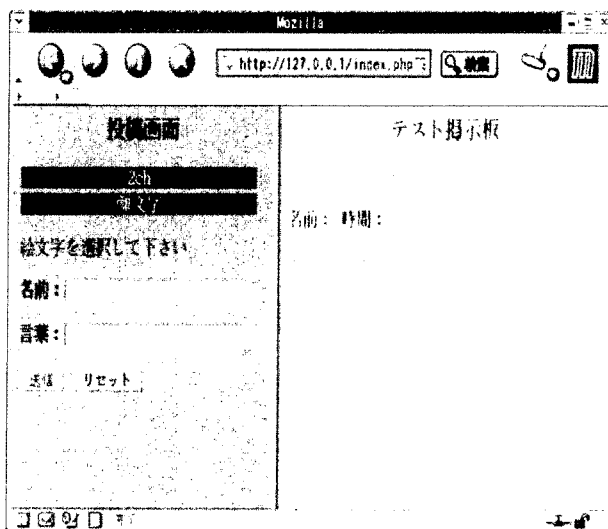 Mozilla
http://127.0.0.1/index.php
検索
投稿画面
2ch
顔文字
絵文字を選択して下さい
名前：
言葉：
送信 リセット
テスト掲示板
名前： 時間：